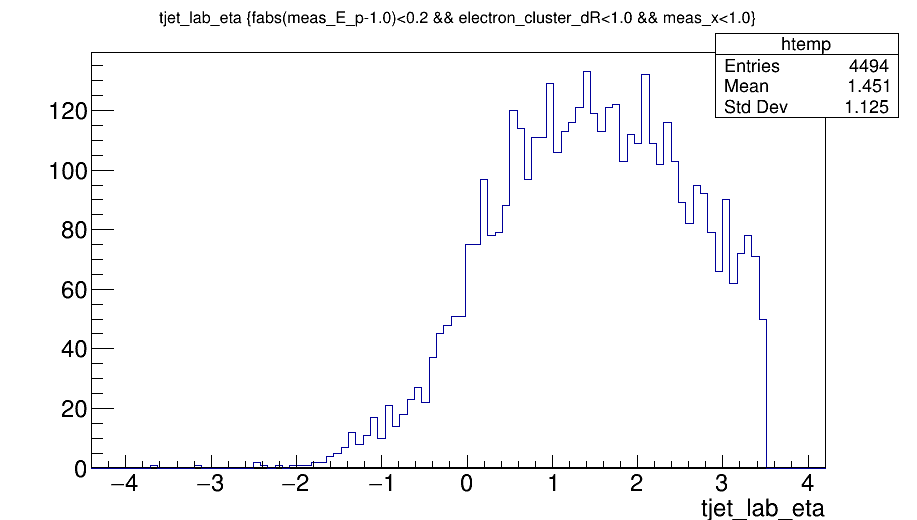 tjet_lab_eta {fabs(meas_E_p-1.0)<0.2 && electron_cluster_dR<1.0 && meas_x<1.0}
htemp
Entries 4494
Mean 1.451
Std Dev 1.125
120
100
80
60
40
20
0
−4 −3 −2 −1 0 1 2 3 4
tjet_lab_eta